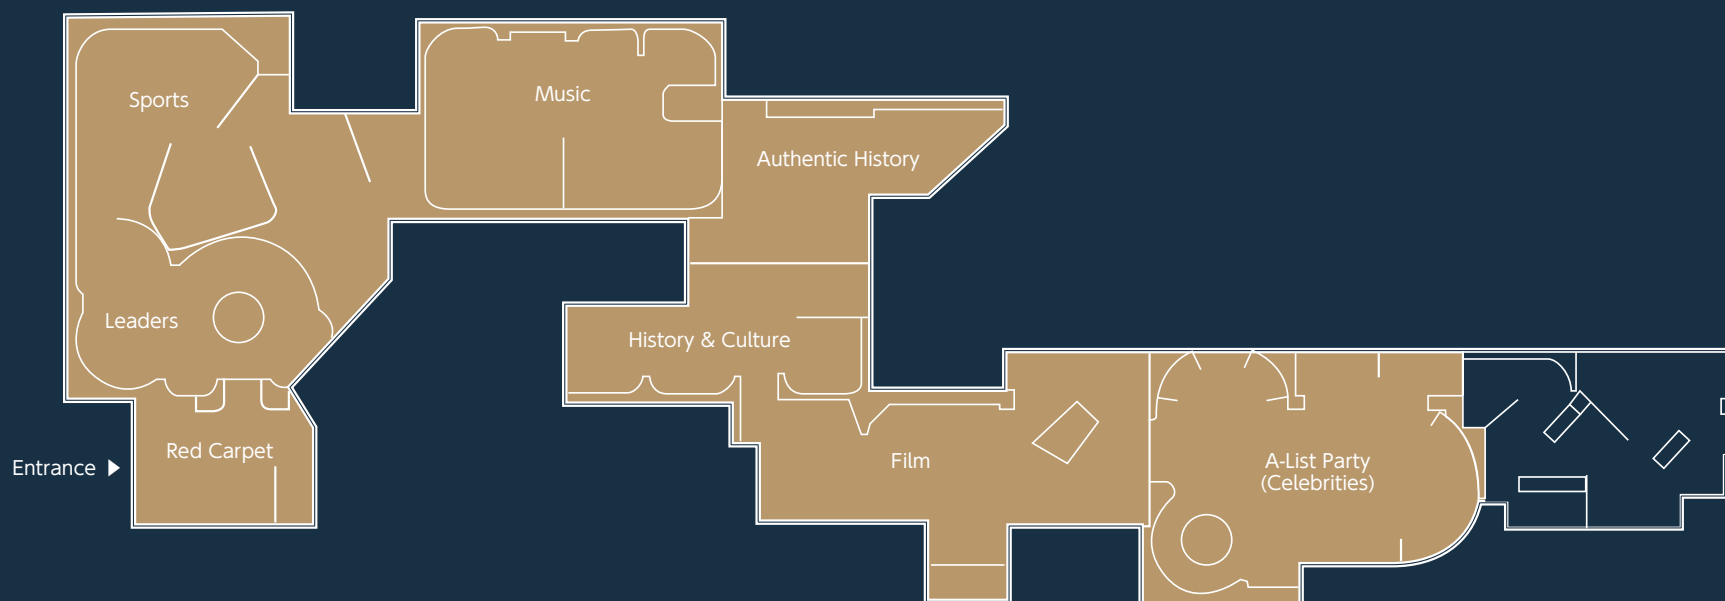 Sports
Music
Authentic History
Leaders
History & Culture
Red Carpet
Entrance
Film
A-List Party
(Celebrities)